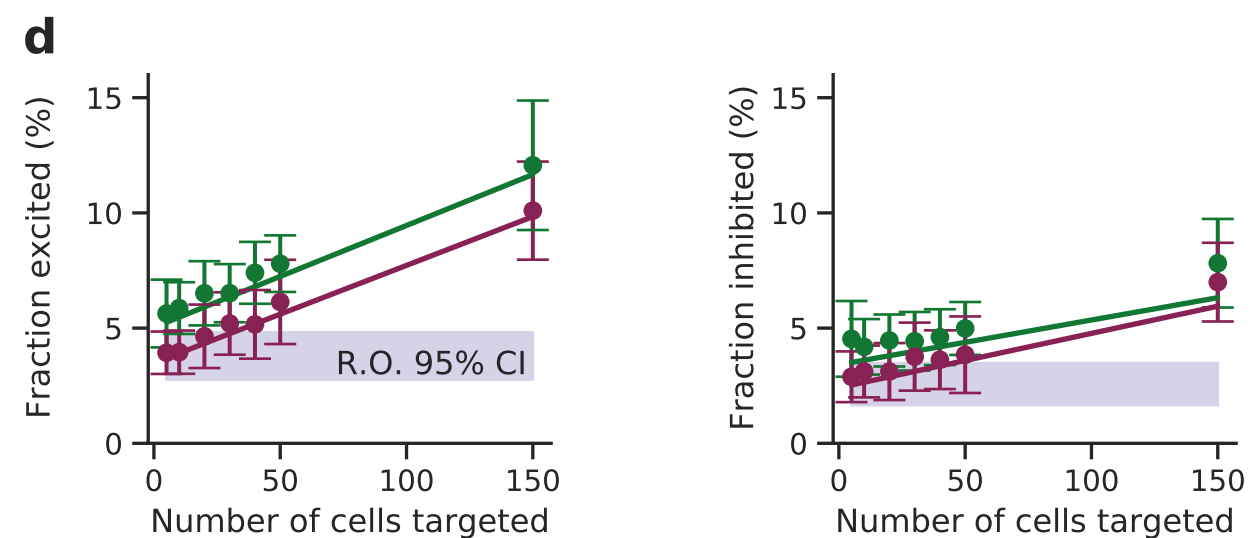 d
Fraction excited (%)
15
10
5
0
R.O. 95% CI
0 50 100 150
Number of cells targeted
Fraction inhibited (%)
15
10
5
0
0 50 100 150
Number of cells targeted